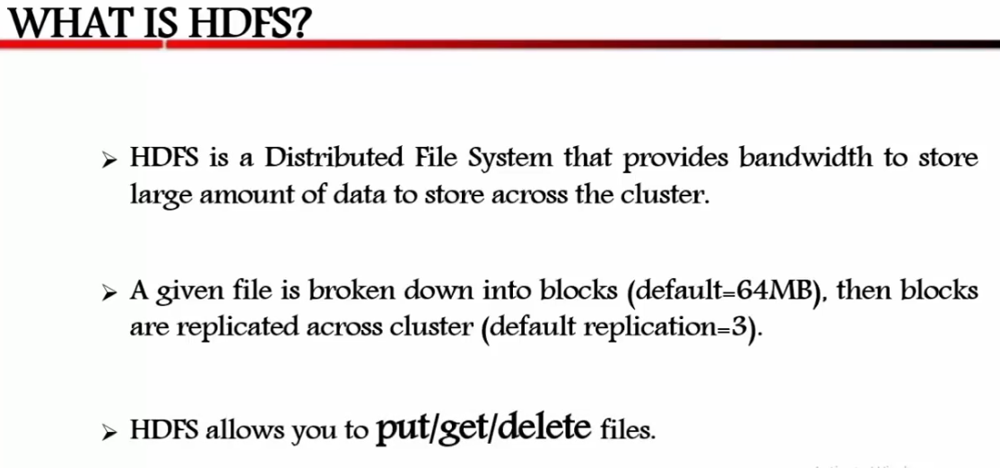 WHAT IS HDFS?
➢ HDFS is a Distributed File System that provides bandwidth to store
large amount of data to store across the cluster.
➢ A given file is broken down into blocks (default=64MB), then blocks
are replicated across cluster (default replication=3).
➢ HDFS allows you to put/get/delete files.